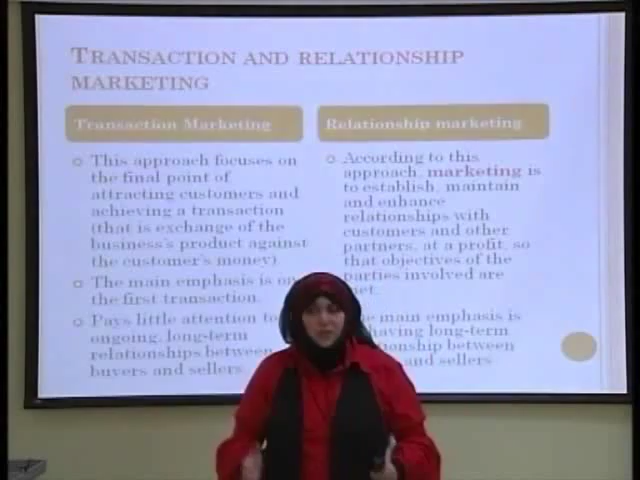 TRANSACTION AND RELATIONSHIP
MARKETING
Transaction Marketing
This approach focuses on
the final point of
attracting customers and
achieving a transaction
(that is exchange of the
business's product against
the customer's money)
The main emphasis is on
the first transaction.
Pays little attention to
ongoing, long-term
relationships between
buyers and sellers.
Relationship marketing
According to this
approach, marketing is
to establish, maintain
and enhance
relationships with
customers and other
partners, at a profit, so
that objectives of the
parties involved are
main emphasis is
having long-term
between
and sellers